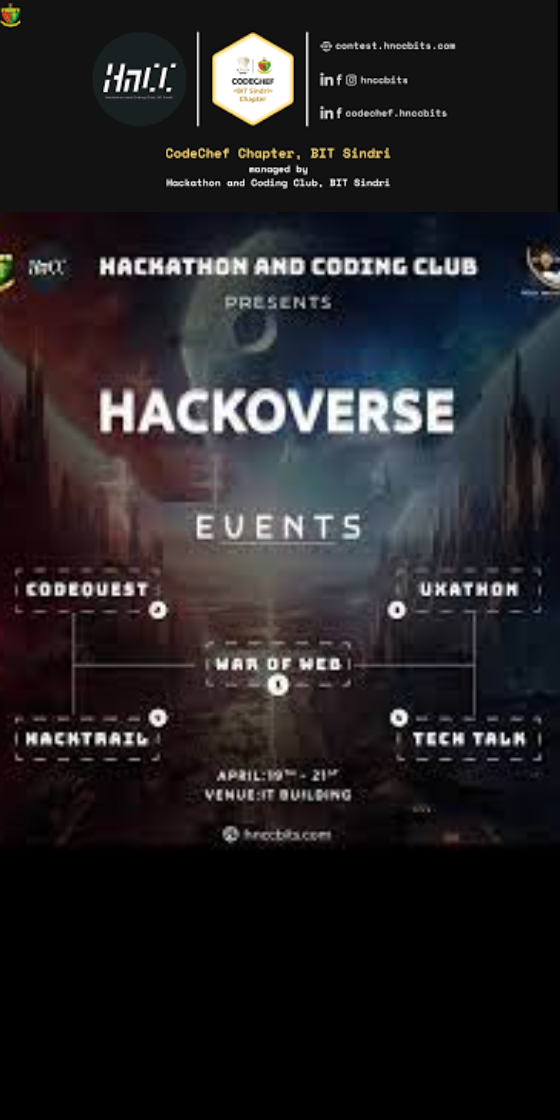 HnCC
CODECHEF
<BIT Sindri>
Chapter
contest.hnccbits.com
hnccbits
codechef.hnccbits
CodeChef Chapter, BIT Sindri
managed by
Hackathon and Coding Club, BIT Sindri
HnCC
HACKATHON AND CODING CLUB
PRESENTS
HACKOVERSE
EVENTS
CODEQUEST
UXATHON
WAR OF WEB
HACKTRAIL
TECH TALK
APRIL:19TH - 21ST
VENUE:IT BUILDING
hnccbits.com